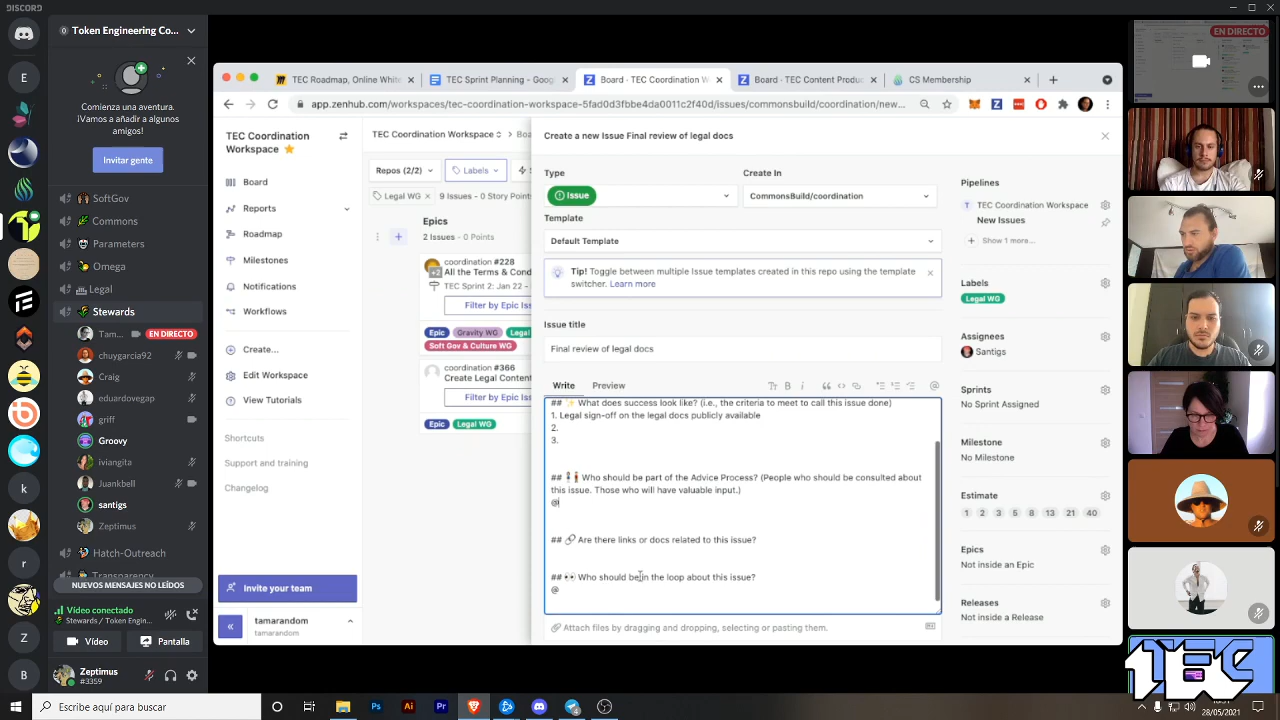 DISCORD
Token Engineering Co...
Gravity
Commons
Parameters
Omega
Legal
Stewards
Tam...
EN DIRECTO
chuygarcia92
Craig
eduardovegap
griff
Groovy
iviangita
Juankbell
santigs
Zeptimus
Hatch-Outreach
Transparency
NUEVOS MENSAJES NO LEÍDOS
Vídeo conectado
Stewards / Token Engin...
TEC Roadmap, Online White
TEC Sprint Planning - Goog
Board - TEC Coordination W
Board - TEC Content Produc
CS Membership
app.zenhub.com/workspaces/tec-coordination-workspace-5fad0d3fbbe4da0011c2f40d/issues/commonsbuild/coordination/new...
TEC Coordination
Workspace
Invitar gente
Board
Reports
Roadmap
Milestones
Notifications
Workflows
Create...
Edit Workspace
View Tutorials
Shortcuts
Support and training
Changelog
Invite your team
tamarandom
tamarandom
TEC Coordination Workspace
Boa
Repos (2/2)
Labels
Legal WG
9 Issues - 0 Story Point
Epics
2 Issues - 0 Points
coordination #228
+2
All the Terms & Cond
TEC Sprint 2: Jan 22 -
Filter by Epic Iss
Epic
Gravity WG
Legal
Soft Gov & Culture WG
coordination #366
Create Legal Content
Filter by Epic Iss
Epic
Legal WG
Create a new Issue Final review of legal docs
Type
Create In
Issue
CommonsBuild/coordination
Template
Default Template
Tip! Toggle between multiple Issue templates created in this repo using the template
switcher. Learn more
Issue title
Final review of legal docs
Write
Preview
## ✨ What does success look like? (i.e., the criteria to meet to call this issue done)
1. Legal sign-off on the legal docs publicly available
2.
3.
## Who should be part of the Advice Process? (People who should be consulted about
this issue. Those who will have valuable input.)
@
## 🔗 Are there links or docs related to this issue?
## 👀 Who should be in the loop about this issue?
@
Attach files by dragging and dropping, selecting or pasting them.
Pipelines
T
TEC Coordination Workspace
New Issues
Show 1 more...
Labels
Legal WG
Assignees
Santigs
Sprints
No Sprint Assigned
Milestone
No Milestone
Estimate
1 2 3 5 8 13 21 40
Epics
Not inside an Epic
Releases
Not inside a Release
EN DIRECTO
TEC
Escribe aquí para buscar
Ps
Ai
Pr
28/05/2021